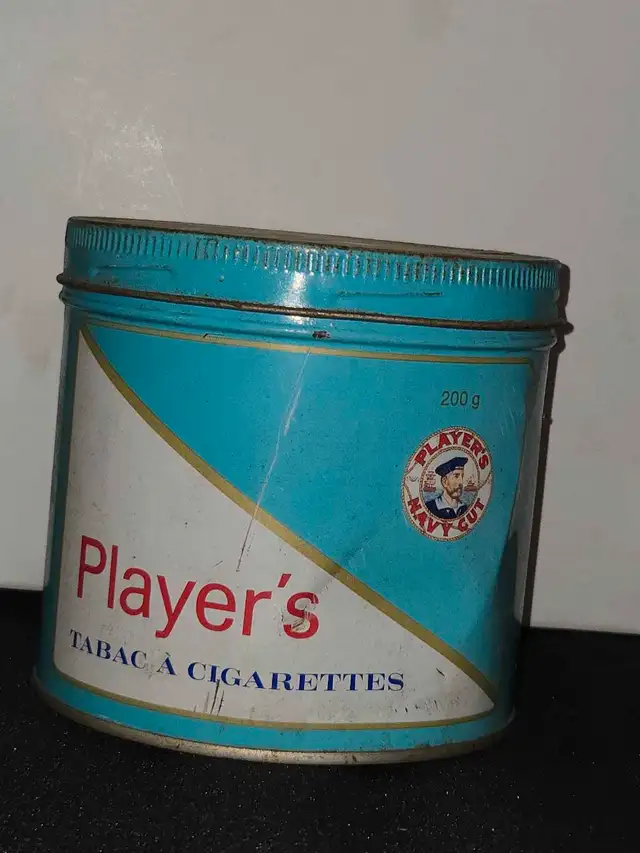 200 g
PLAYER'S
NAVY CUT
Player's
TABAC À CIGARETTES